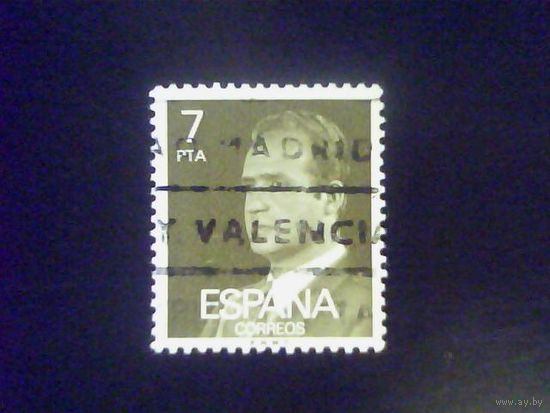 7
PTA
MADRID
Y VALENCIA
ESPAÑA
CORREOS
www.ay.by